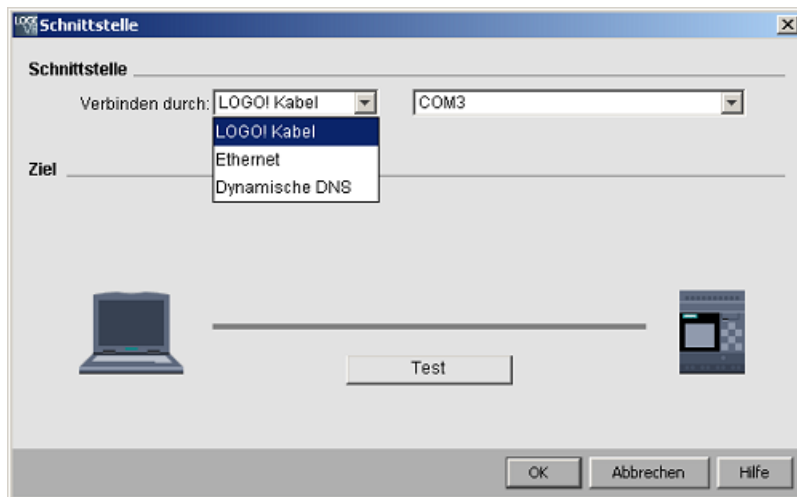 Schnittstelle
Schnittstelle
Verbinden durch: LOGO! Kabel COM3
LOGO! Kabel
Ethernet
Ziel
Dynamische DNS
Test
OK Abbrechen Hilfe